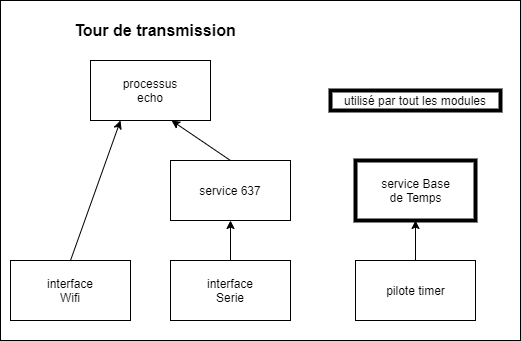 Tour de transmission
processus
echo
utilisé par tout les modules
service 637
service Base
de Temps
interface
Wifi
interface
Serie
pilote timer